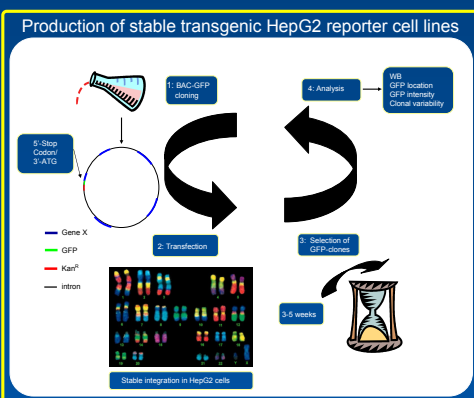 Production of stable transgenic HepG2 reporter cell lines
1: BAC-GFP
cloning
4: Analysis
WB
GFP location
GFP intensity
Clonal variability
5'-Stop
Codon/
3'-ATG
Gene X
GFP
KanR
intron
2: Transfection
3: Selection of
GFP-clones
3-5 weeks
Stable integration in HepG2 cells